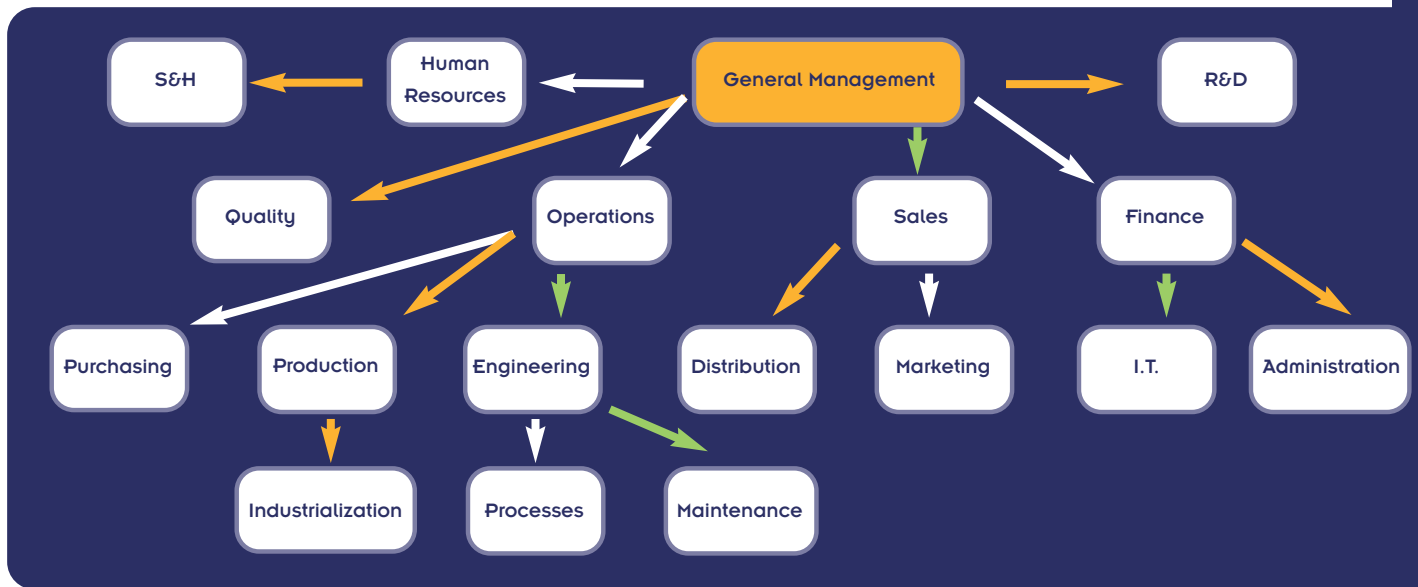 S&H
Human
Resources
General Management
R&D
Quality
Operations
Sales
Finance
Purchasing
Production
Engineering
Distribution
Marketing
I.T.
Administration
Industrialization
Processes
Maintenance